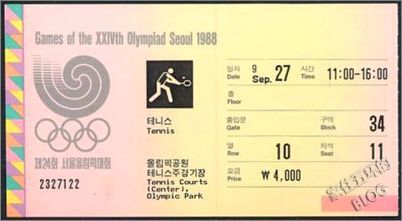 Games of the XXIVth Olympiad Seoul 1988
제24회 서울올림픽대회
2327122
테니스
Tennis
올림픽공원
테니스주경기장
Tennis Courts
(Center),
Olympic Park
일자 9 시간
Date Sep. 27 Time 11:00-16:00
층
Floor
출입문 구역
Gate Block 34
열 좌석
Row 10 Seat 11
요금
Price ₩ 4,000
BLOG